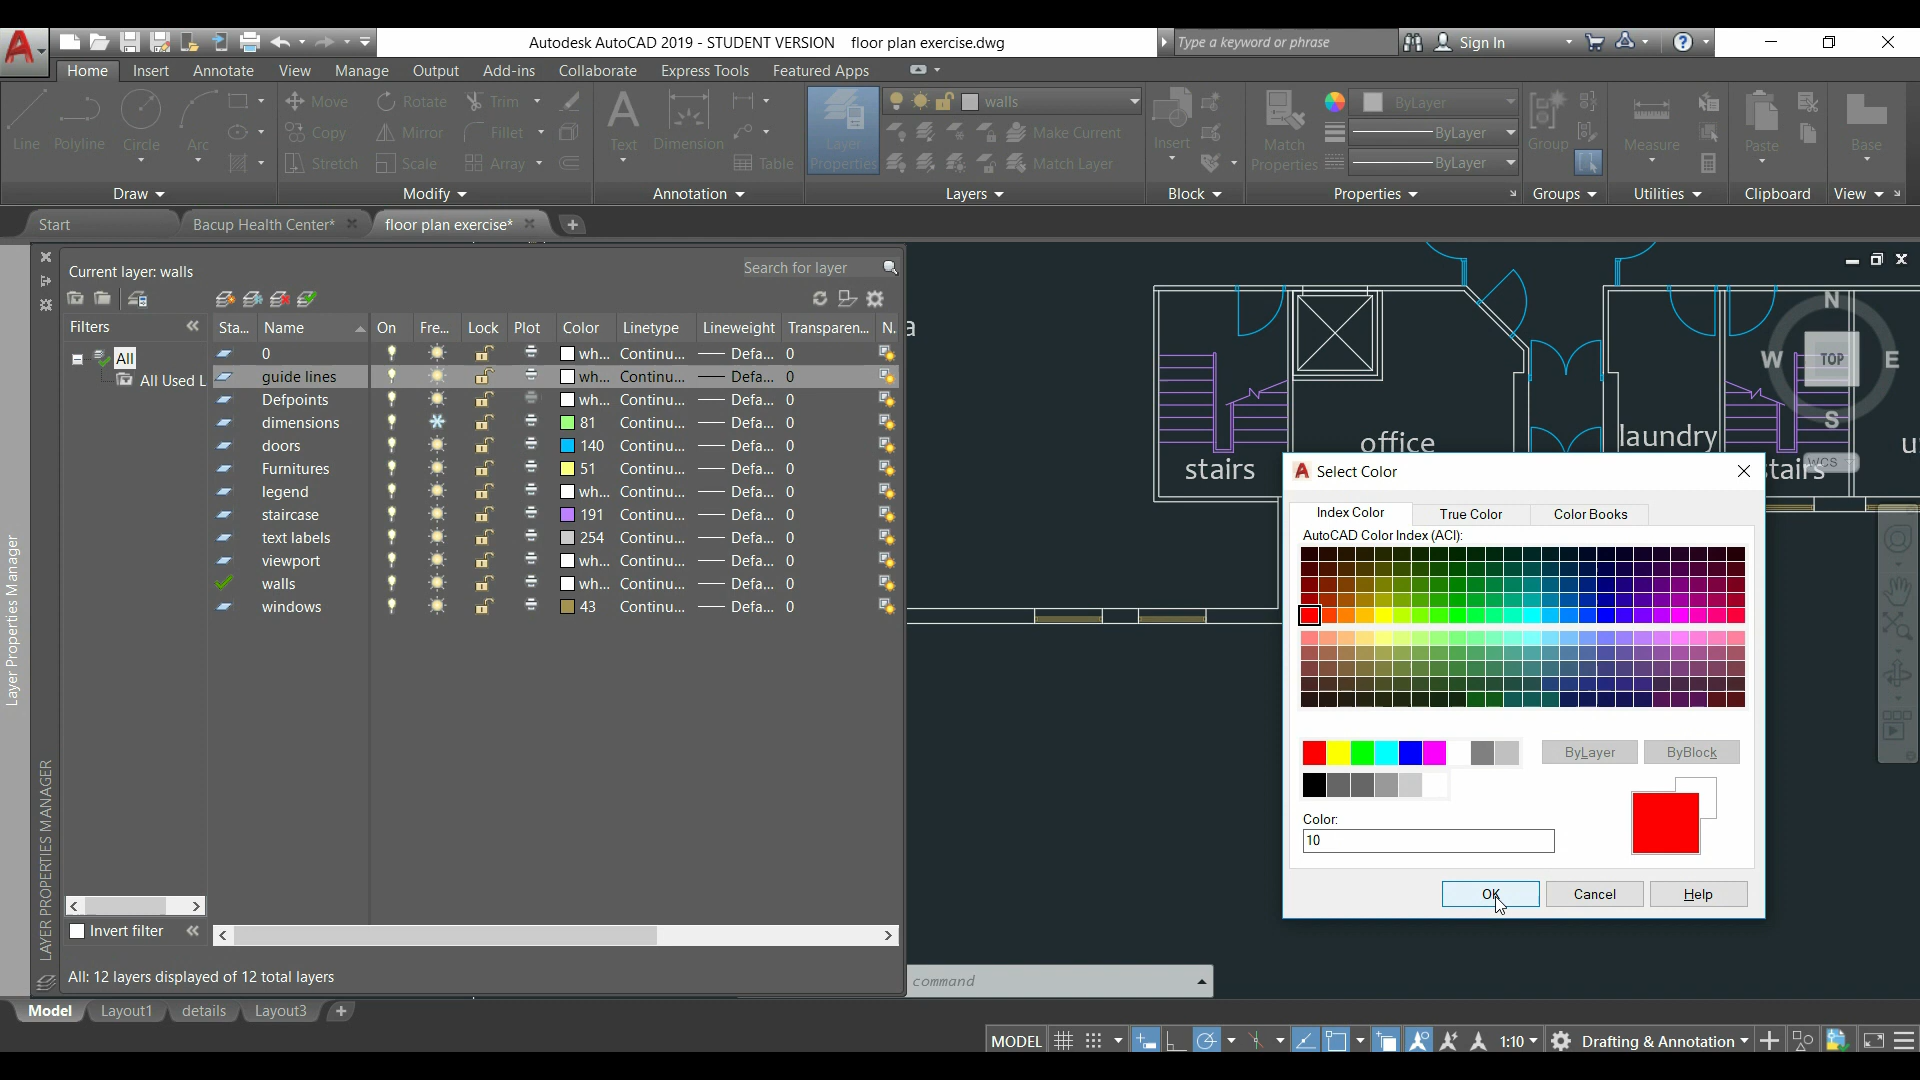 Autodesk AutoCAD 2019 - STUDENT VERSION floor plan exercise.dwg
Type a keyword or phrase
Sign In
Home Insert Annotate View Manage Output Add-ins Collaborate Express Tools Featured Apps
Line Polyline Circle Arc
Move Rotate Trim
Copy Mirror Fillet
Stretch Scale Array
Text Dimension Table
Layer Properties
walls
Make Current
Match Layer
Insert
Match Properties
ByLayer
ByLayer
ByLayer
Group
Measure
Paste
Base
Draw Modify Annotation Layers Block Properties Groups Utilities Clipboard View
Start Bacup Health Center* floor plan exercise*
Current layer: walls
Search for layer
Filters
All
All Used L
Sta... Name On Fre... Lock Plot Color Linetype Lineweight Transparen... N.
0 wh... Continu... Defa... 0
guide lines wh... Continu... Defa... 0
Defpoints wh... Continu... Defa... 0
dimensions 81 Continu... Defa... 0
doors 140 Continu... Defa... 0
Furnitures 51 Continu... Defa... 0
legend wh... Continu... Defa... 0
staircase 191 Continu... Defa... 0
text labels 254 Continu... Defa... 0
viewport wh... Continu... Defa... 0
walls wh... Continu... Defa... 0
windows 43 Continu... Defa... 0
Invert filter
All: 12 layers displayed of 12 total layers
Layer Properties Manager
LAYER PROPERTIES MANAGER
a
office
stairs
laundry
stairs
u
N
W TOP E
S
WCS
Select Color
Index Color True Color Color Books
AutoCAD Color Index (ACI):
ByLayer ByBlock
Color:
10
OK Cancel Help
command
Model Layout1 details Layout3
MODEL 1:10 Drafting & Annotation